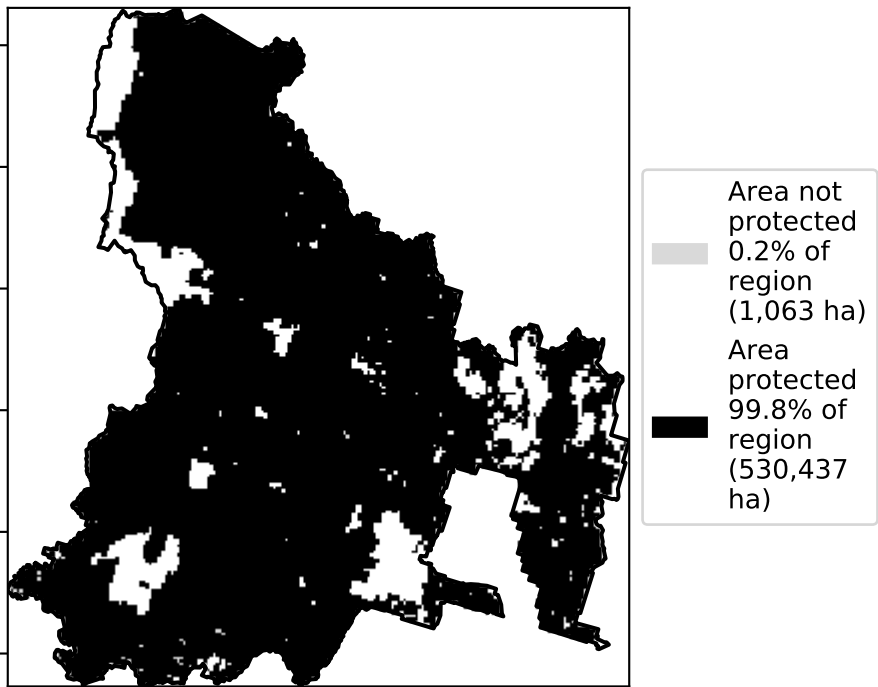 Area not
protected
0.2% of
region
(1,063 ha)
Area
protected
99.8% of
region
(530,437
ha)